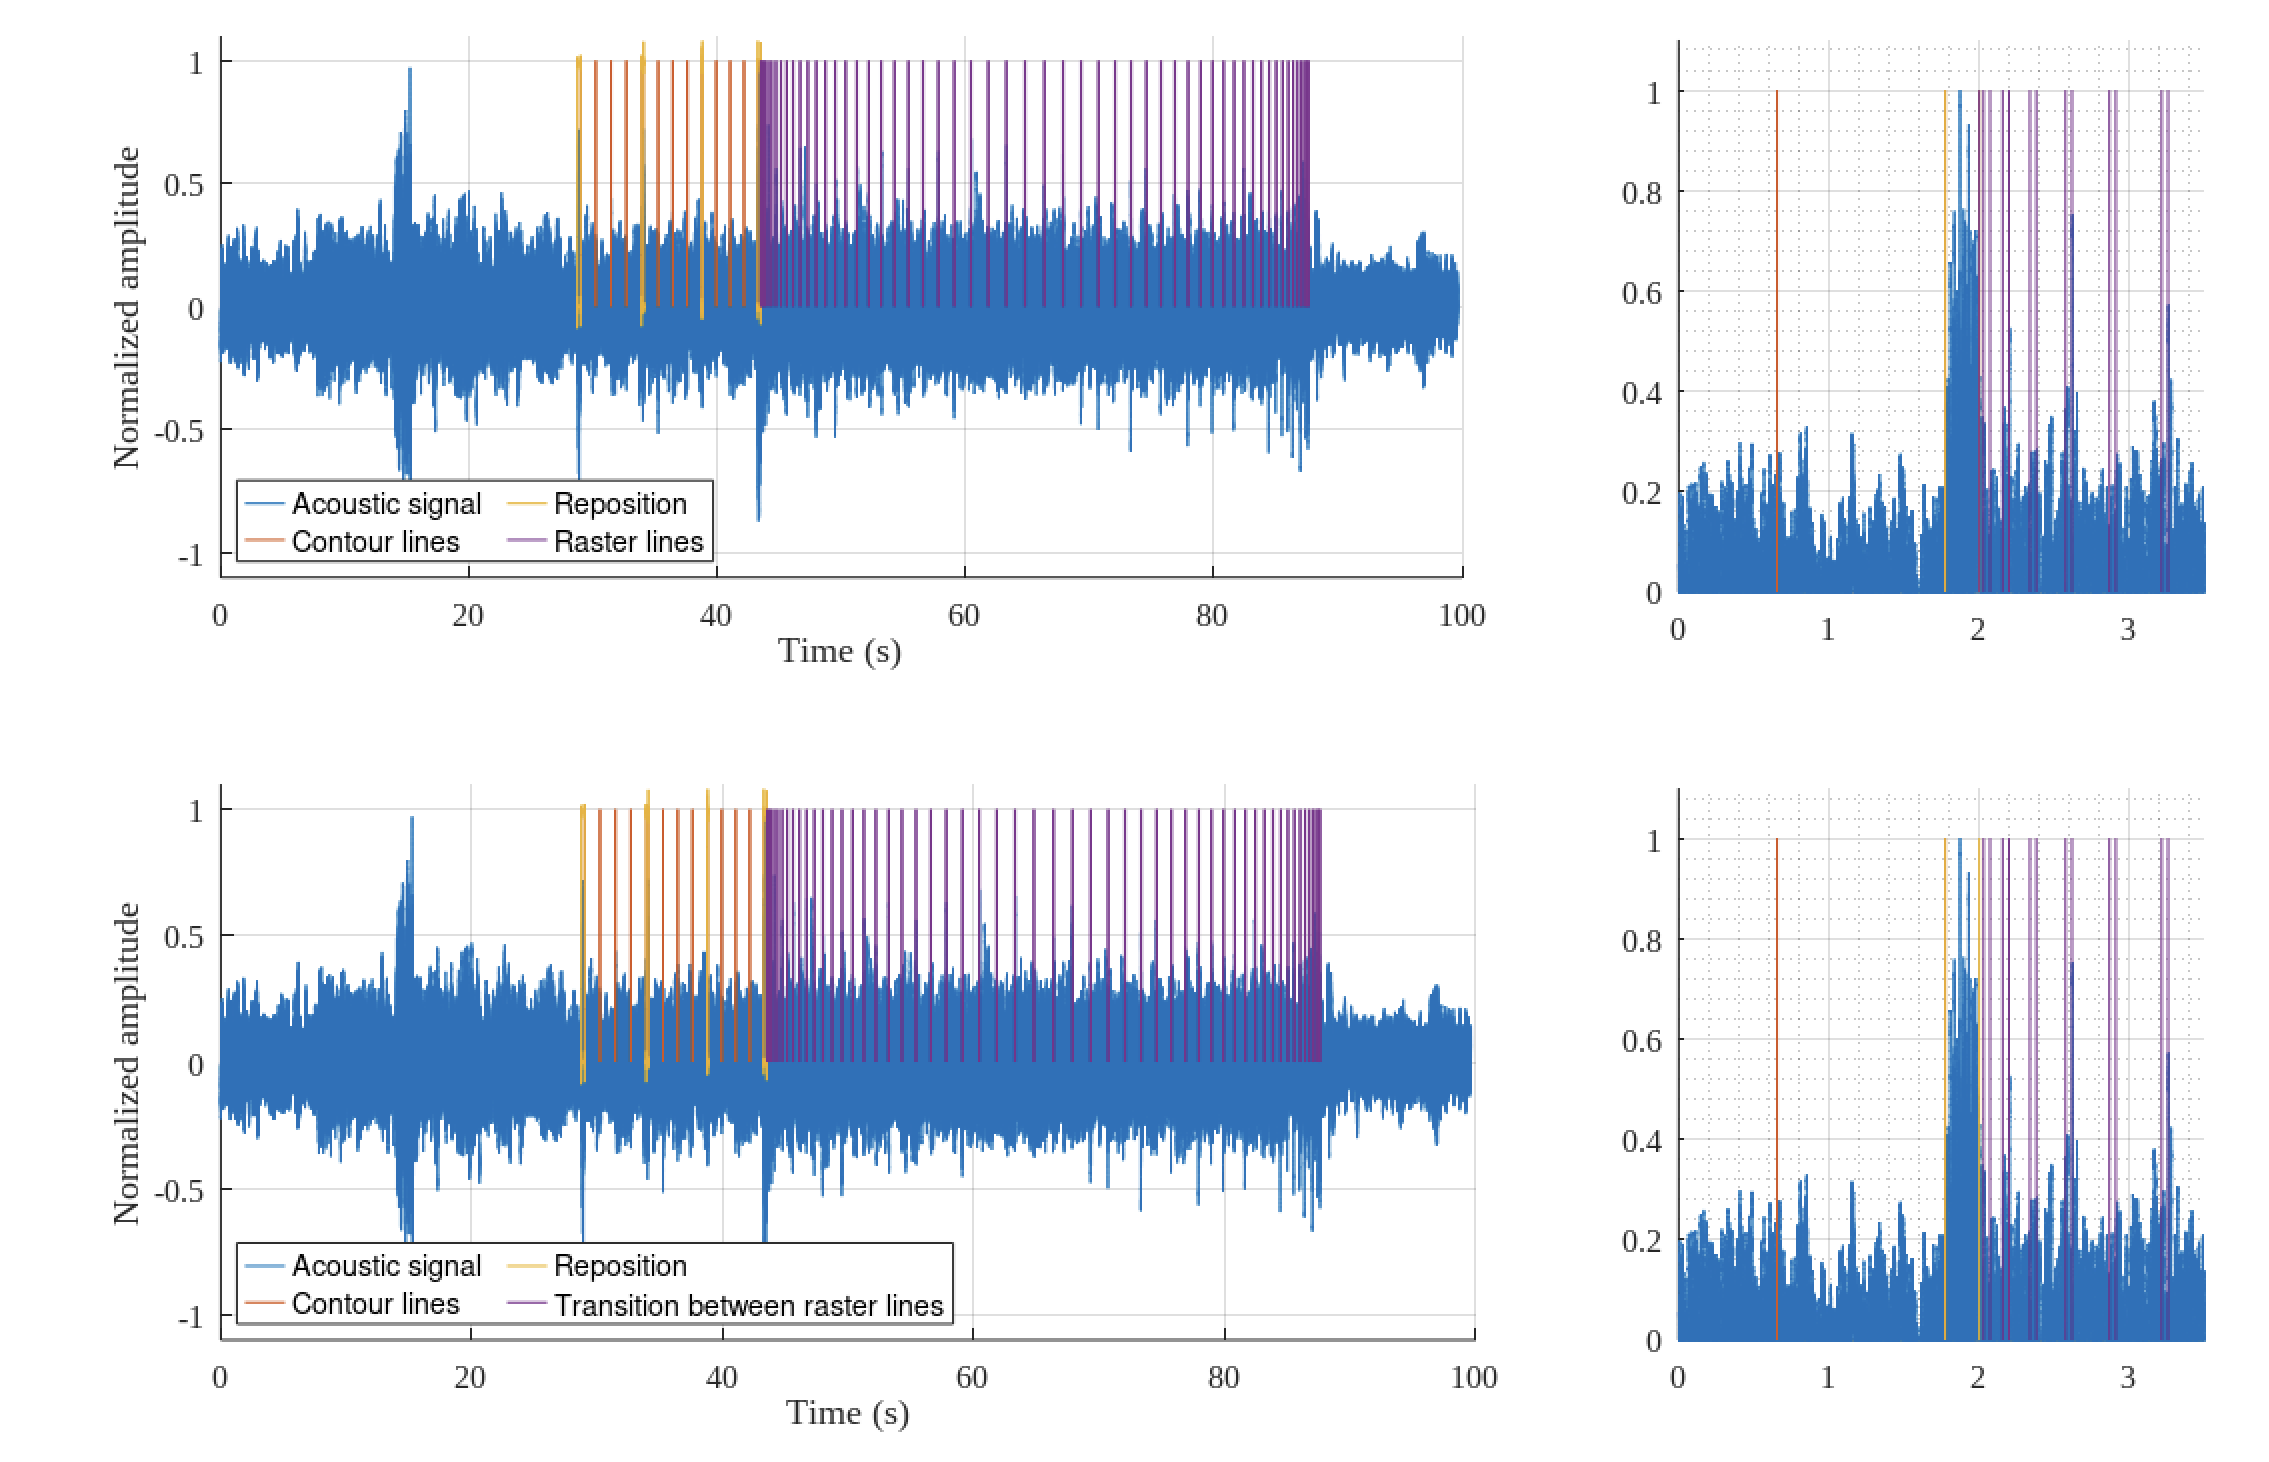 1
0.5
0
-0.5
-1
Normalized amplitude
Acoustic signal
Reposition
Contour lines
Raster lines
0 20 40 60 80 100
Time (s)
1
0.8
0.6
0.4
0.2
0
0 1 2 3
1
0.5
0
-0.5
-1
Normalized amplitude
Acoustic signal
Reposition
Contour lines
Transition between raster lines
0 20 40 60 80 100
Time (s)
1
0.8
0.6
0.4
0.2
0
0 1 2 3